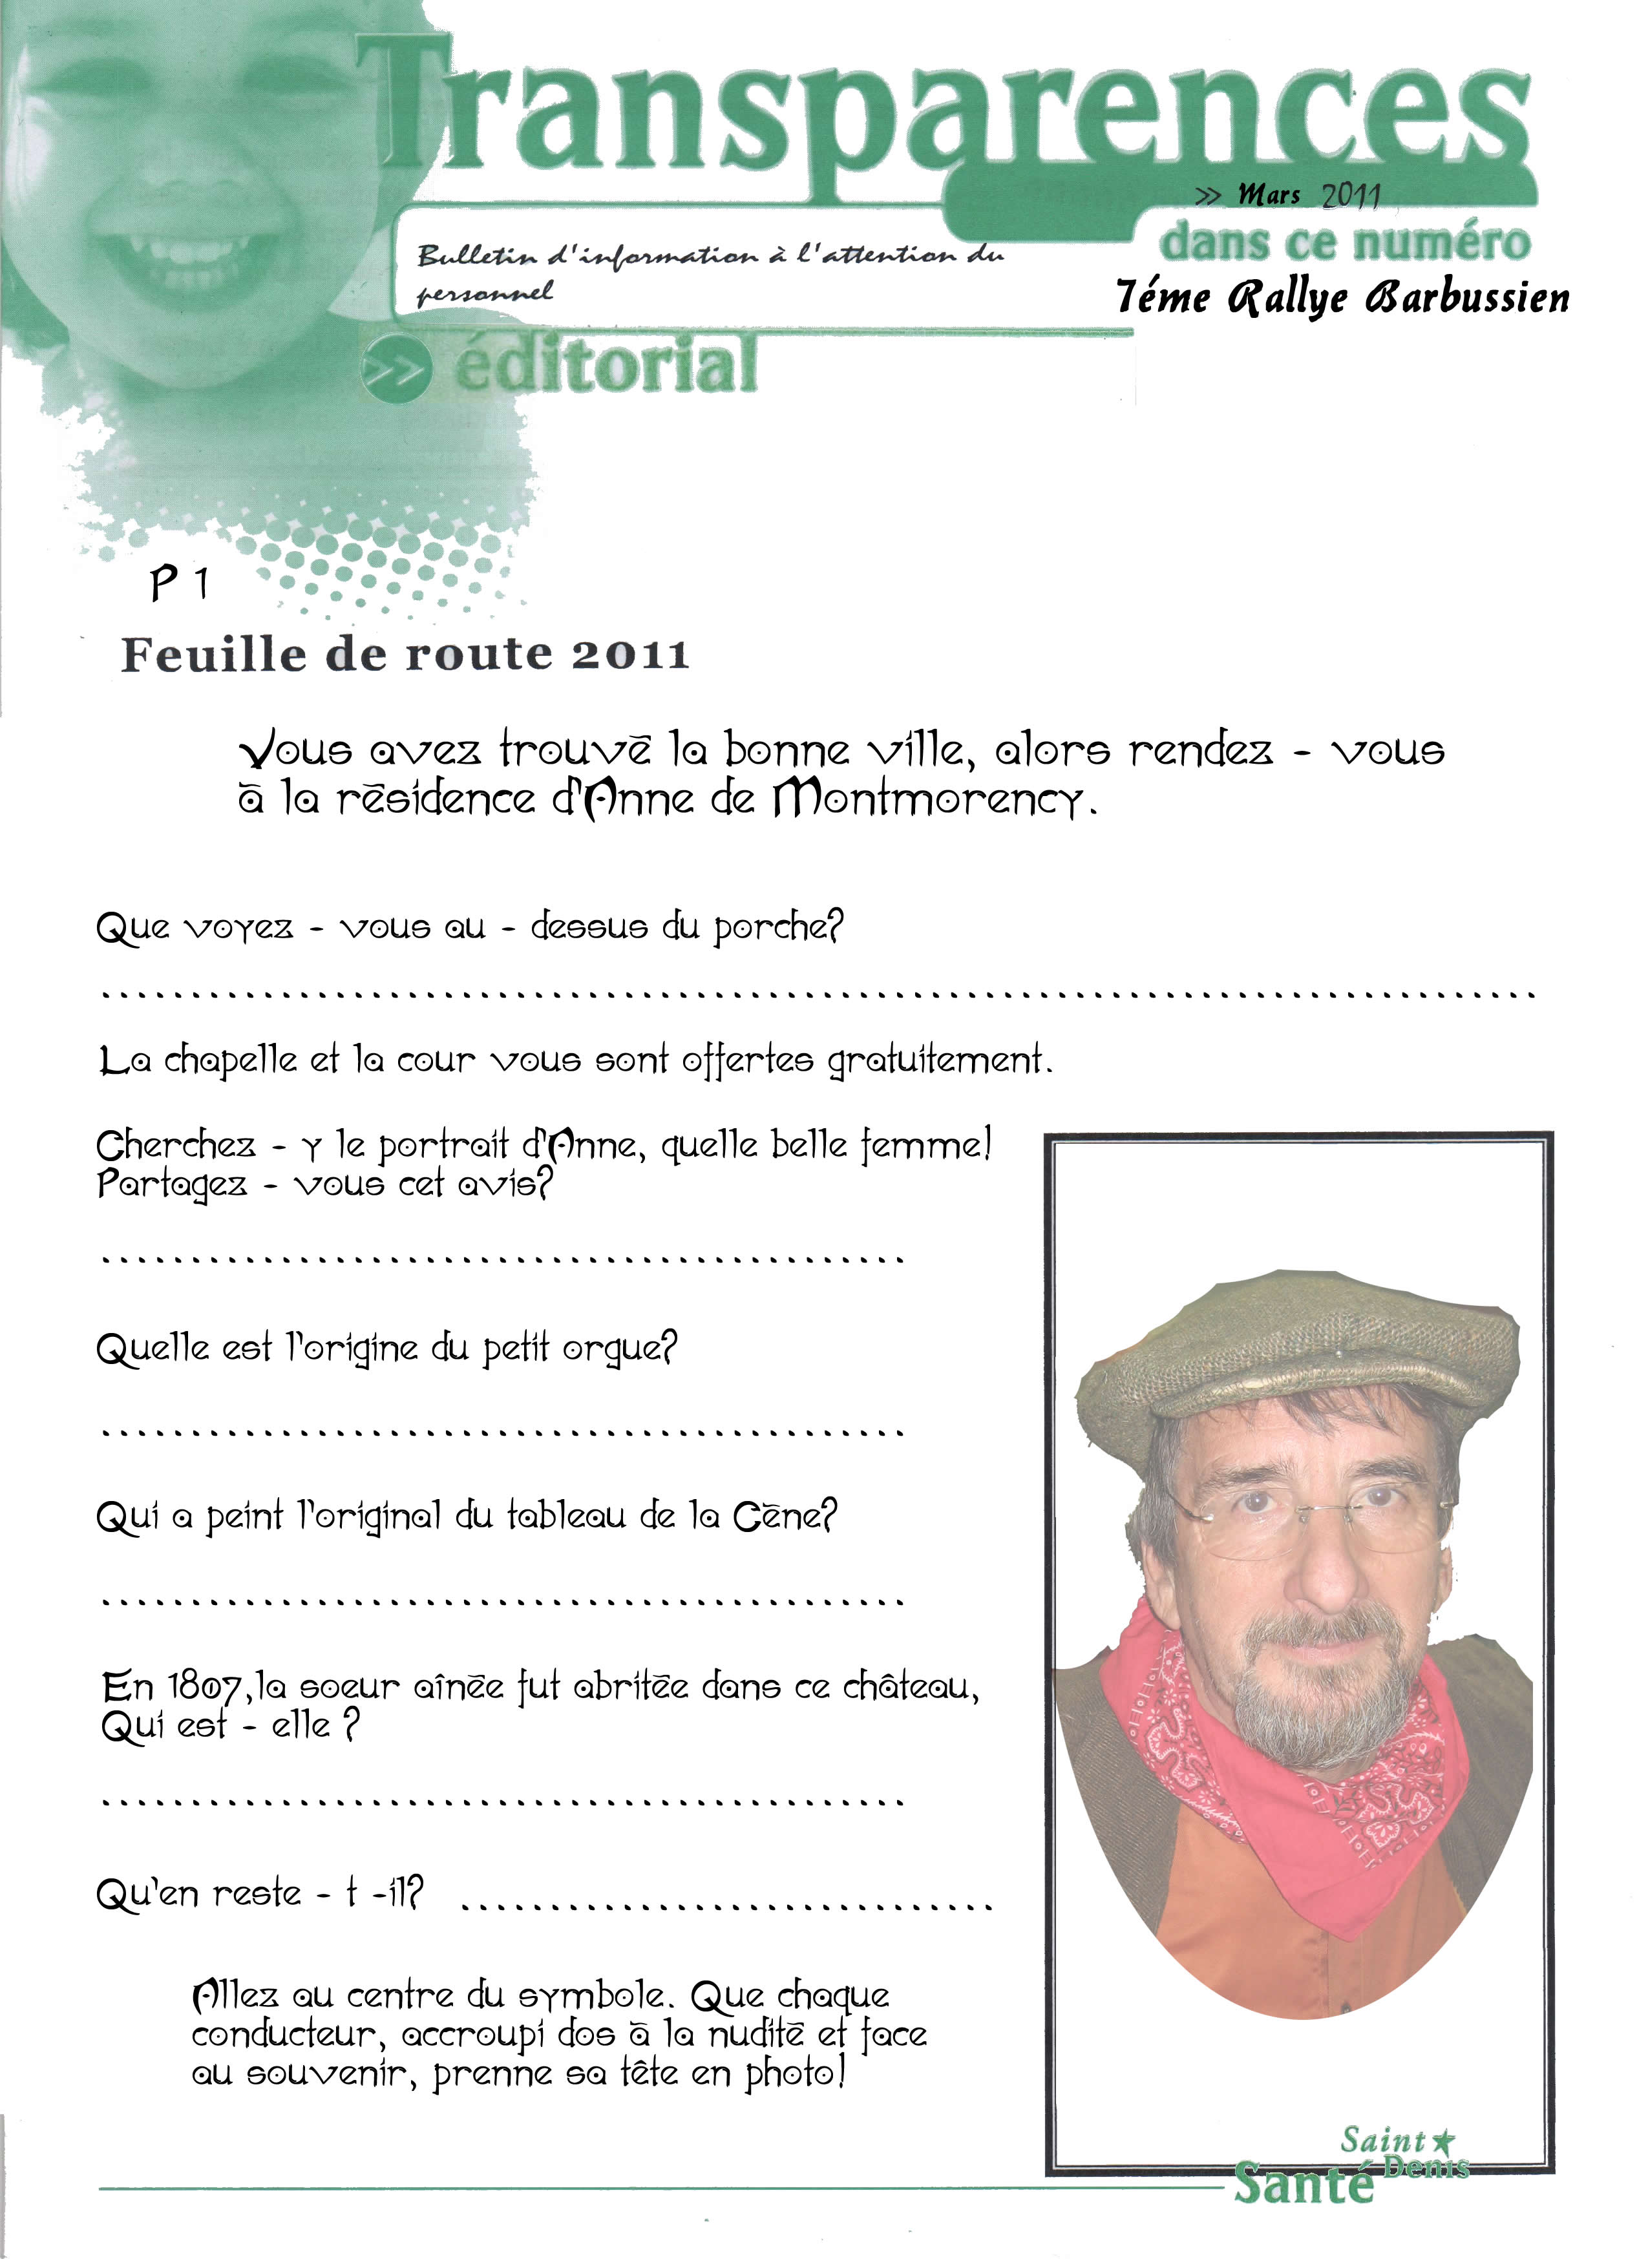 Transparences
>> Mars 2011
dans ce numéro
7éme Rallye Barbussien
Bulletin d'information à l'attention du
personnel
>> éditorial
P 1
Feuille de route 2011
Vous avez trouvé la bonne ville, alors rendez - vous
à la résidence d'Anne de Montmorency.
Que voyez - vous au - dessus du porche?
................................................................................
La chapelle et la cour vous sont offertes gratuitement.
Cherchez - y le portrait d'Anne, quelle belle femme!
Partagez - vous cet avis?
.............................................
Quelle est l'origine du petit orgue?
.............................................
Qui a peint l'original du tableau de la Cène?
.............................................
En 1807,la soeur aînée fut abritée dans ce château,
Qui est - elle ?
.............................................
Qu'en reste - t -il? ..............................
Allez au centre du symbole. Que chaque
conducteur, accroupi dos à la nudité et face
au souvenir, prenne sa tête en photo!
Saint
Denis
Santé